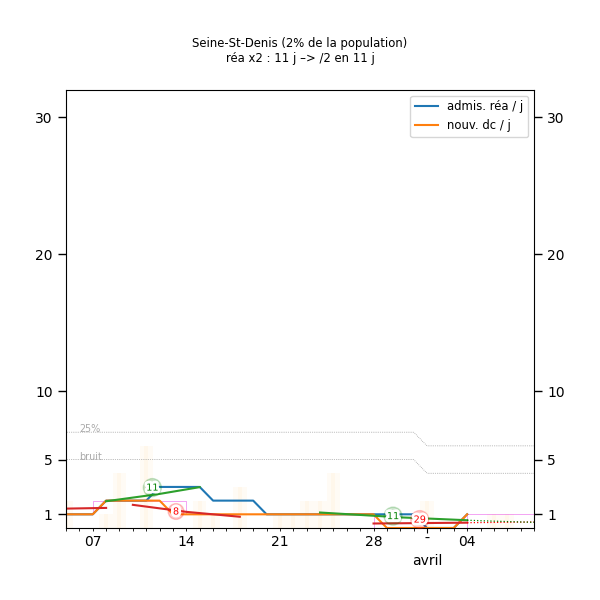 Seine-St-Denis (2% de la population)
réa x2 : 11 j –> /2 en 11 j
admis. réa / j
nouv. dc / j
30 30
20 20
10 10
25%
bruit
5 5
11
8
11
29
1 1
07 14 21 28 - 04
avril